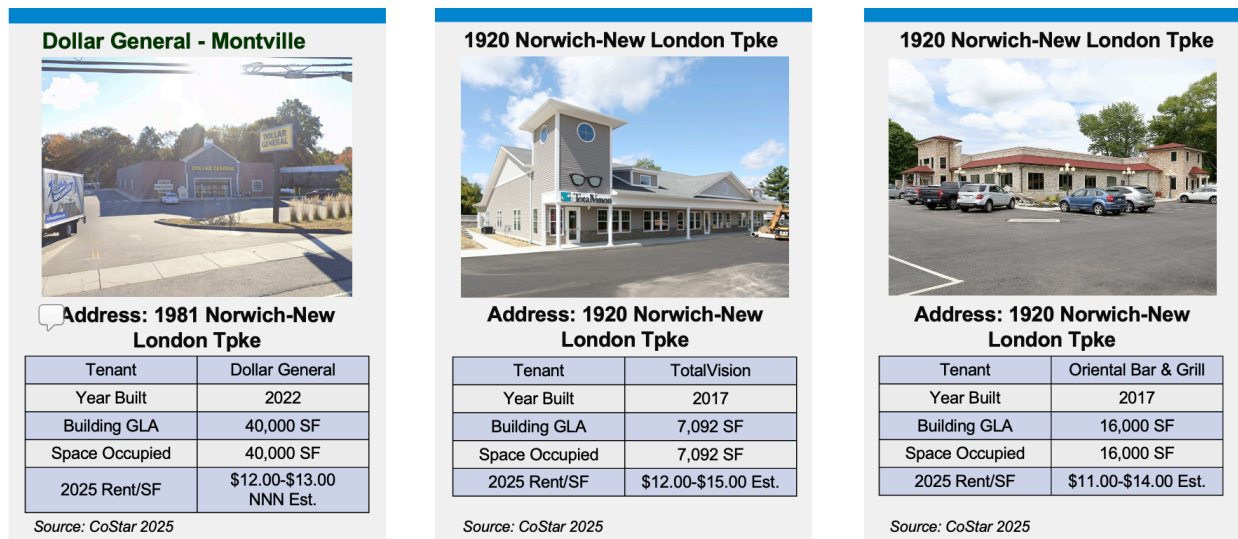 Dollar General - Montville
DOLLAR
GENERAL
DOLLAR GENERAL
Address: 1981 Norwich-New
London Tpke
Tenant Dollar General
Year Built 2022
Building GLA 40,000 SF
Space Occupied 40,000 SF
2025 Rent/SF $12.00-$13.00
NNN Est.
Source: CoStar 2025
1920 Norwich-New London Tpke
TotalVision
CAT
Address: 1920 Norwich-New
London Tpke
Tenant TotalVision
Year Built 2017
Building GLA 7,092 SF
Space Occupied 7,092 SF
2025 Rent/SF $12.00-$15.00 Est.
Source: CoStar 2025
1920 Norwich-New London Tpke
Address: 1920 Norwich-New
London Tpke
Tenant Oriental Bar & Grill
Year Built 2017
Building GLA 16,000 SF
Space Occupied 16,000 SF
2025 Rent/SF $11.00-$14.00 Est.
Source: CoStar 2025